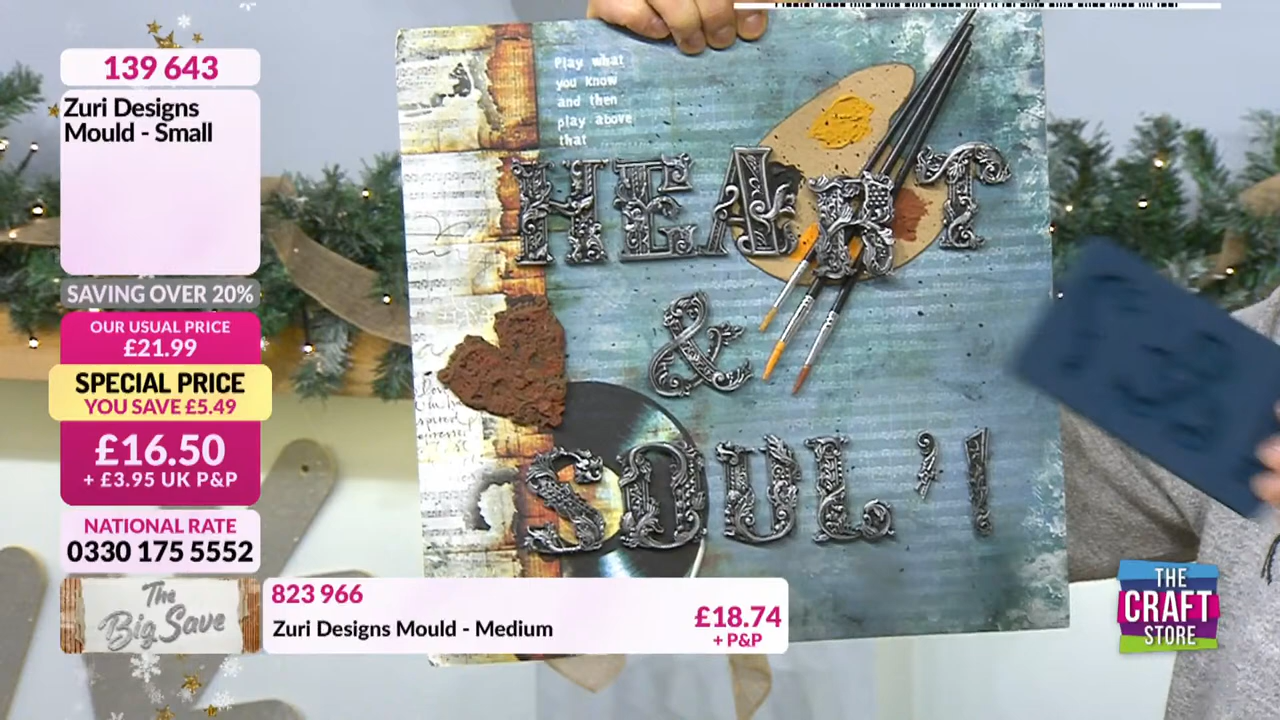 139 643
Zuri Designs
Mould - Small
SAVING OVER 20%
OUR USUAL PRICE
£21.99
SPECIAL PRICE
YOU SAVE £5.49
£16.50
+ £3.95 UK P&P
NATIONAL RATE
0330 175 5552
The
Big Save
823 966
Zuri Designs Mould - Medium
£18.74
+ P&P
Play what
you know
and then
play above
that
HEART
&
SOUL'!
THE
CRAFT
STORE